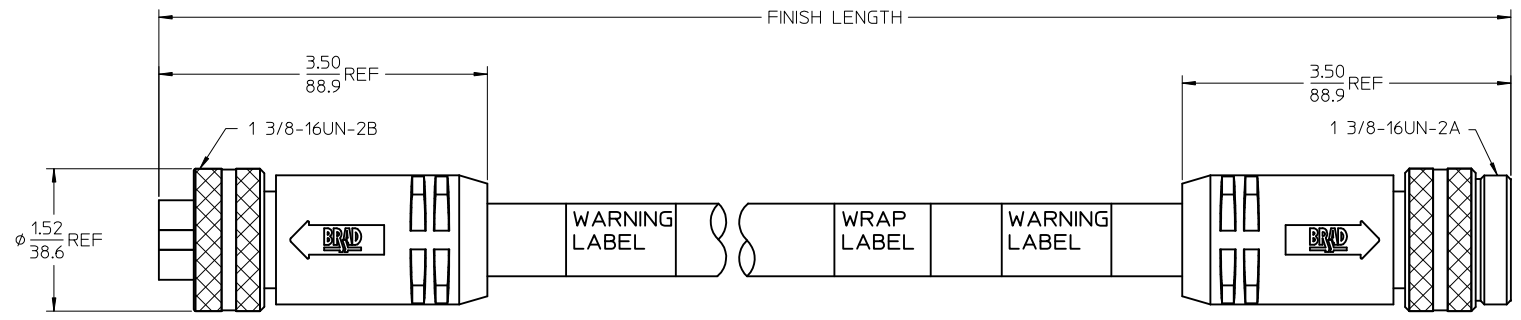 FINISH LENGTH
3.50
88.9
REF
3.50
88.9
REF
1 3/8-16UN-2B
1 3/8-16UN-2A
⌀ 1.52
38.6
REF
WARNING
LABEL
WRAP
LABEL
WARNING
LABEL
BRAD
BRAD